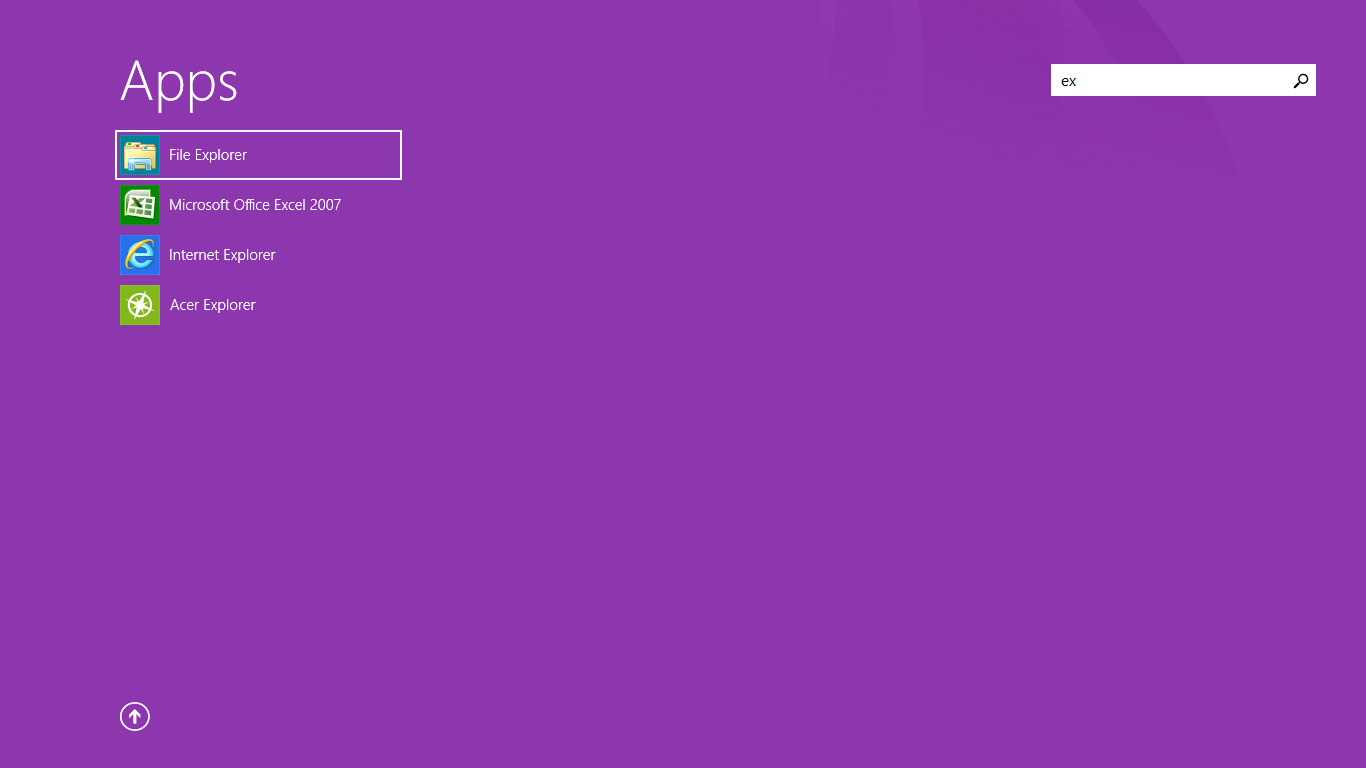 Apps
ex
File Explorer
Microsoft Office Excel 2007
Internet Explorer
Acer Explorer